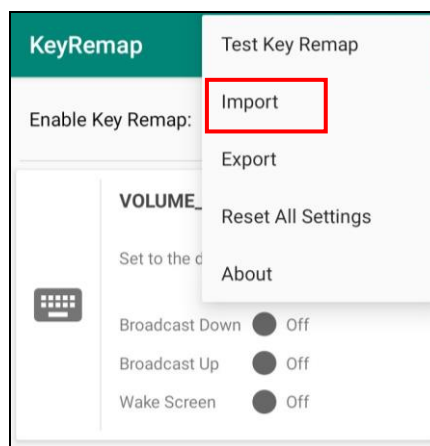 KeyRemap
Test Key Remap
Import
Enable Key Remap:
Export
VOLUME_
Reset All Settings
Set to the d
About
Broadcast Down Off
Broadcast Up Off
Wake Screen Off